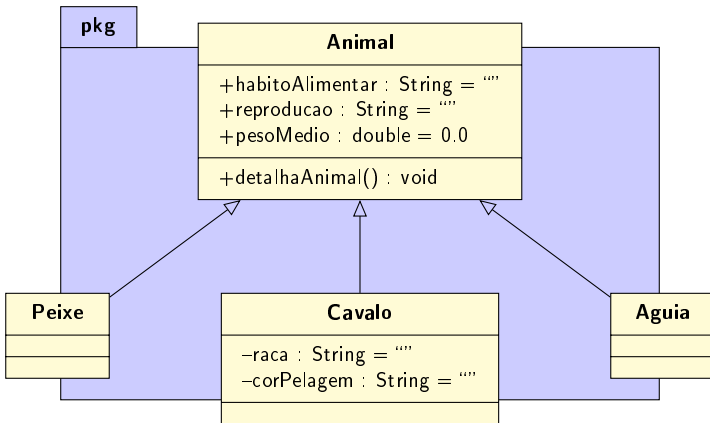 pkg
Animal
+habitoAlimentar : String = “”
+reproducao : String = “”
+pesoMedio : double = 0.0
+detalhaAnimal() : void
Peixe
Cavalo
Aguia
–raca : String = “”
–corPelagem : String = “”